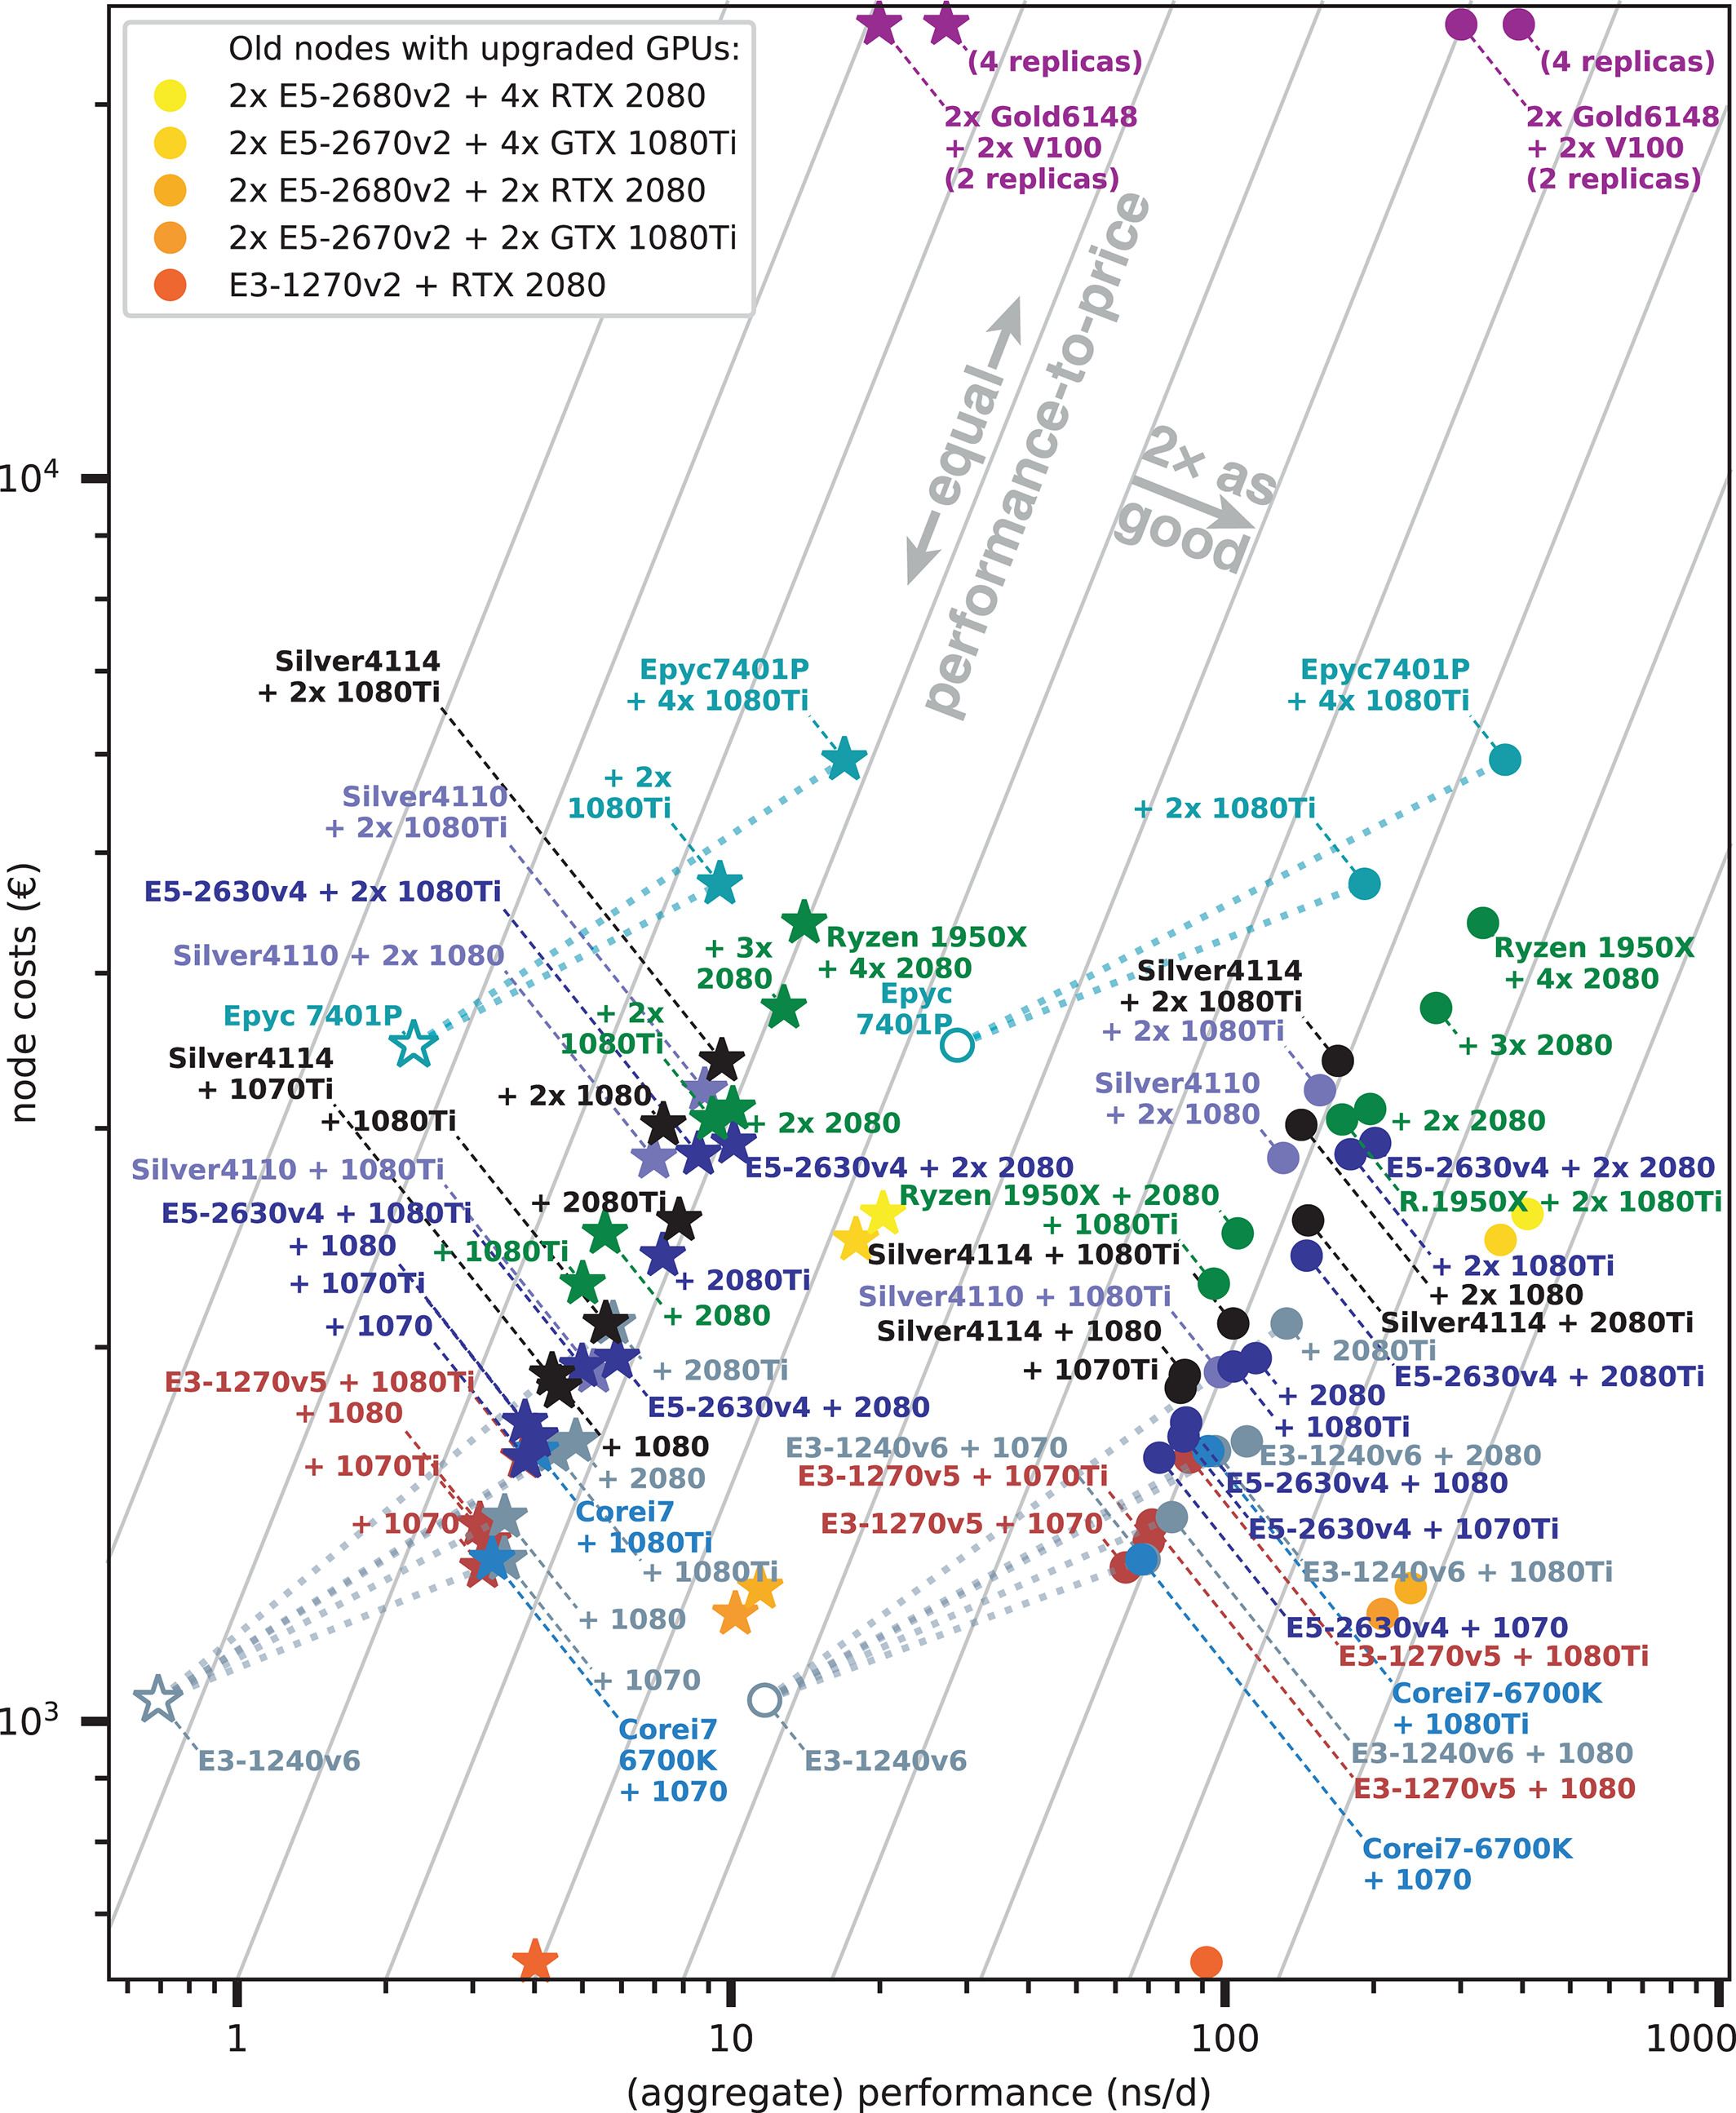 Old nodes with upgraded GPUs:
2x E5-2680v2 + 4x RTX 2080
2x E5-2670v2 + 4x GTX 1080Ti
2x E5-2680v2 + 2x RTX 2080
2x E5-2670v2 + 2x GTX 1080Ti
E3-1270v2 + RTX 2080
(4 replicas)
2x Gold6148
+ 2x V100
(2 replicas)
(4 replicas)
2x Gold6148
+ 2x V100
(2 replicas)
equal
performance-to-price
2x as
good
10⁴
10³
node costs (€)
Silver4114
+ 2x 1080Ti
Epyc7401P
+ 4x 1080Ti
Epyc7401P
+ 4x 1080Ti
+ 2x
1080Ti
Silver4110
+ 2x 1080Ti
+ 2x 1080Ti
E5-2630v4 + 2x 1080Ti
Silver4110 + 2x 1080
+ 3x
2080
Ryzen 1950X
+ 4x 2080
Ryzen 1950X
+ 4x 2080
Epyc 7401P
+ 2x
1080Ti
Epyc
7401P
Silver4114
+ 2x 1080Ti
+ 2x 1080Ti
+ 3x 2080
Silver4114
+ 1070Ti
+ 2x 1080
+ 1080Ti
+ 2x 2080
Silver4110
+ 2x 1080
+ 2x 2080
Silver4110 + 1080Ti
E5-2630v4 + 2x 2080
E5-2630v4 + 2x 2080
E5-2630v4 + 1080Ti
+ 2080Ti
Ryzen 1950X + 2080
+ 1080Ti
R.1950X + 2x 1080Ti
+ 1080
+ 1080Ti
Silver4114 + 1080Ti
+ 2x 1080Ti
+ 1070Ti
+ 2080Ti
Silver4110 + 1080Ti
+ 2x 1080
+ 1070
+ 2080
Silver4114 + 1080
Silver4114 + 2080Ti
+ 2080Ti
+ 1070Ti
+ 2080Ti
E5-2630v4 + 2080Ti
E3-1270v5 + 1080Ti
+ 1080
E5-2630v4 + 2080
+ 2080
+ 1080Ti
+ 1070Ti
+ 1080
+ 2080
E3-1240v6 + 1070
E3-1240v6 + 2080
E3-1270v5 + 1070Ti
E5-2630v4 + 1080
+ 1070
Corei7
+ 1080Ti
E3-1270v5 + 1070
E5-2630v4 + 1070Ti
+ 1080Ti
E3-1240v6 + 1080Ti
+ 1080
E5-2630v4 + 1070
E3-1270v5 + 1080Ti
+ 1070
Corei7-6700K
+ 1080Ti
E3-1240v6
Corei7
6700K
+ 1070
E3-1240v6
E3-1240v6 + 1080
E3-1270v5 + 1080
Corei7-6700K
+ 1070
1
10
100
1000
(aggregate) performance (ns/d)